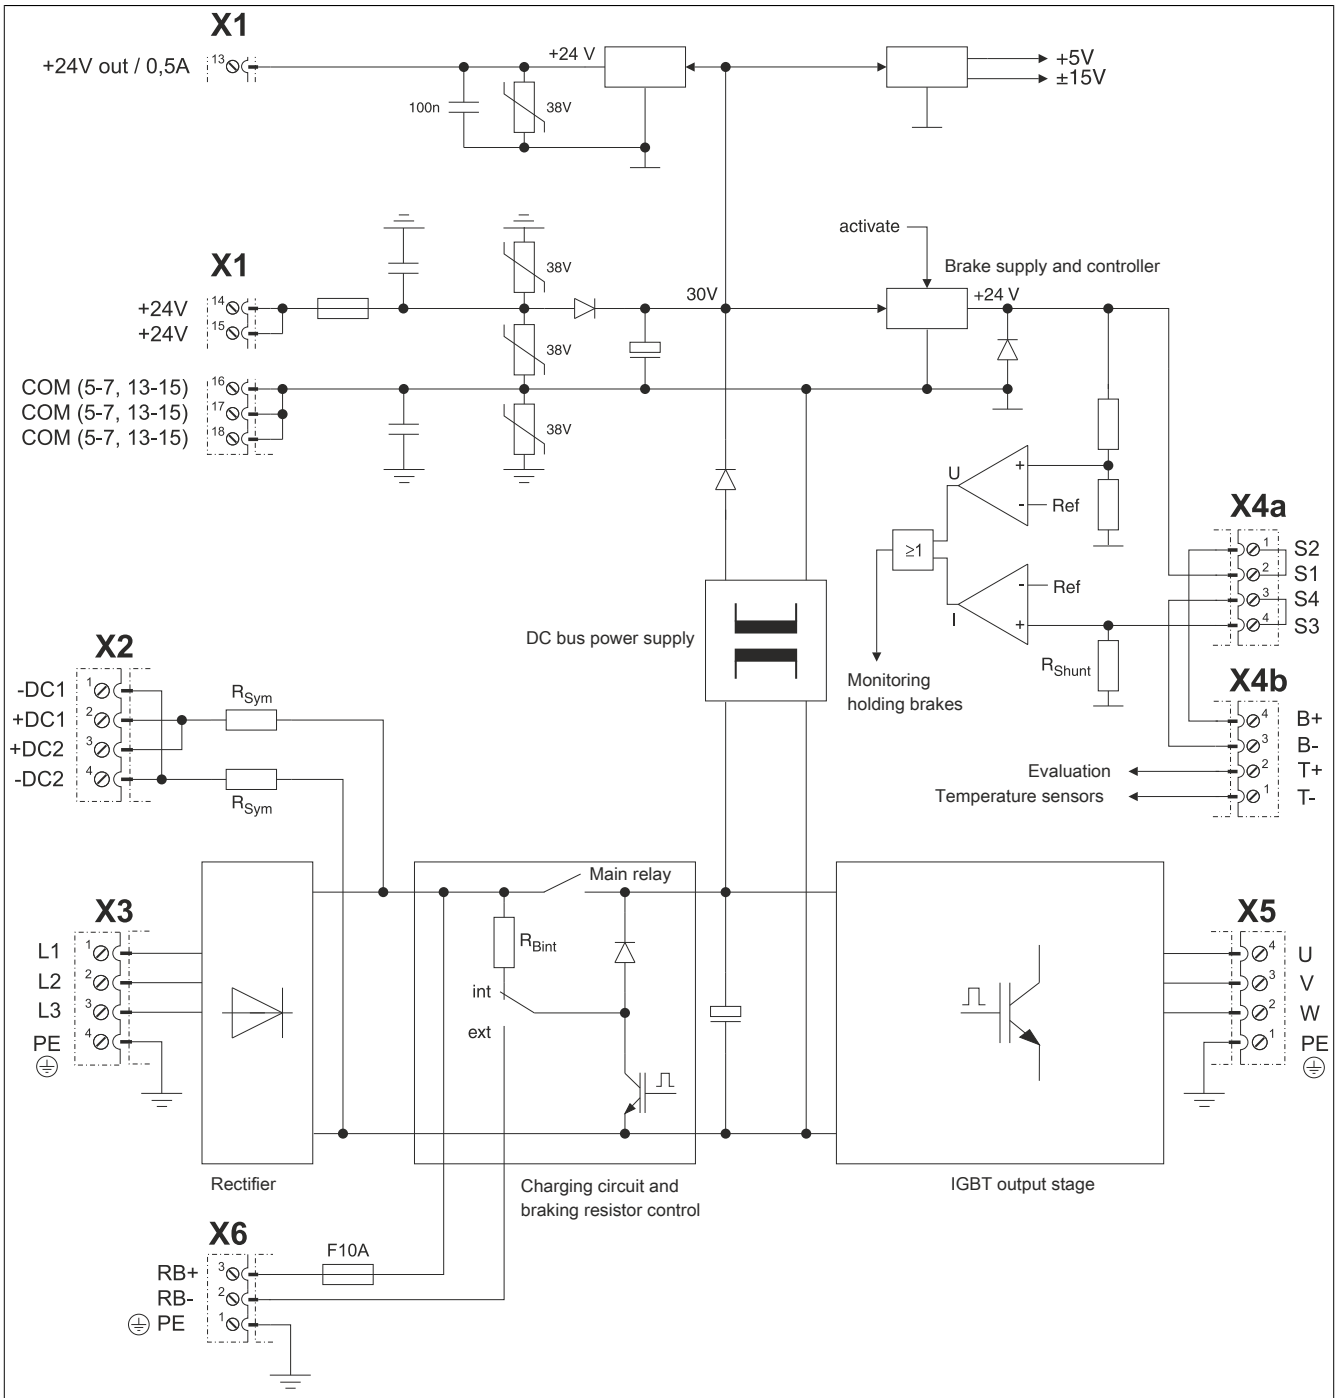 X1
+24V out / 0,5A 13 +24 V +5V
±15V
100n 38V
activate
X1 38V Brake supply and controller
+24V 14 30V +24 V
+24V 15
38V
COM (5-7, 13-15) 16
COM (5-7, 13-15) 17
COM (5-7, 13-15) 18 38V
U + - Ref
≥1
I - Ref +
X4a
1 S2
2 S1
3 S4
4 S3
DC bus power supply
RShunt
Monitoring
holding brakes
X4b
4 B+
3 B-
Evaluation 2 T+
Temperature sensors 1 T-
X2
-DC1 1 RSym
+DC1 2
+DC2 3
-DC2 4
RSym
Main relay
X3
L1 1
L2 2
L3 3
PE 4
RBint
int
ext
X5
4 U
3 V
2 W
1 PE
Rectifier
Charging circuit and
braking resistor control
IGBT output stage
X6
F10A
RB+ 3
RB- 2
PE 1